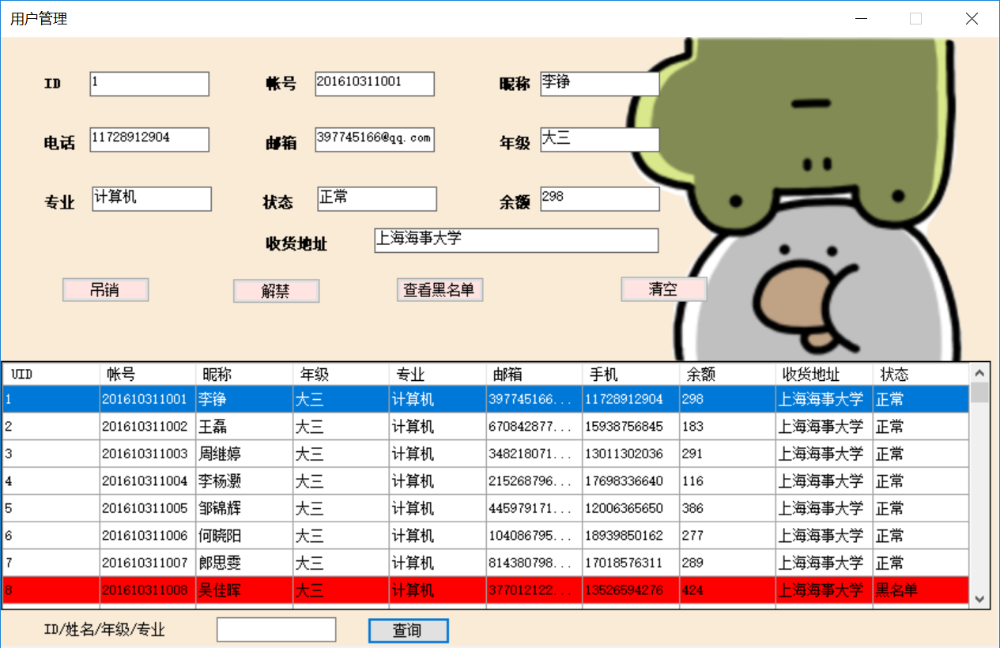 用户管理
ID 1 帐号 201610311001 昵称 李铮
电话 11728912904 邮箱 397745166@qq.com 年级 大三
专业 计算机 状态 正常 余额 298
收货地址 上海海事大学
吊销 解禁 查看黑名单 清空
UID 帐号 昵称 年级 专业 邮箱 手机 余额 收货地址 状态
1 201610311001 李铮 大三 计算机 397745166... 11728912904 298 上海海事大学 正常
2 201610311002 王磊 大三 计算机 670842877... 15938756845 183 上海海事大学 正常
3 201610311003 周继婷 大三 计算机 348218071... 13011302036 291 上海海事大学 正常
4 201610311004 李杨灏 大三 计算机 215268796... 17698336640 116 上海海事大学 正常
5 201610311005 邹锦辉 大三 计算机 445979171... 12006365650 386 上海海事大学 正常
6 201610311006 何晓阳 大三 计算机 104086795... 18939850162 277 上海海事大学 正常
7 201610311007 郎思雯 大三 计算机 814380798... 17018576311 289 上海海事大学 正常
8 201610311008 吴佳晖 大三 计算机 377012122... 13526594276 424 上海海事大学 黑名单
ID/姓名/年级/专业 查询